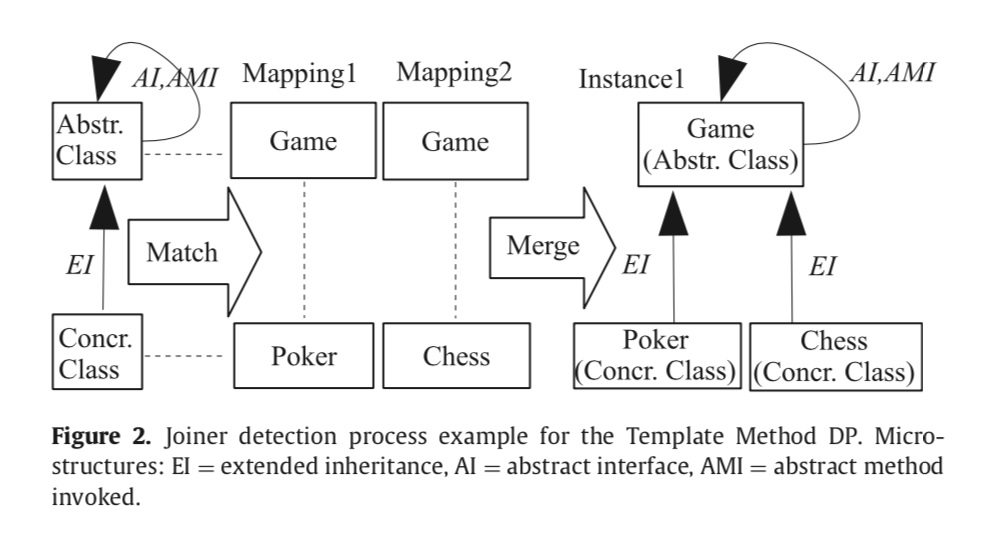 AI,AMI
Mapping1
Mapping2
Instance1
AI,AMI
Abstr.
Class
Game
Game
Game
(Abstr. Class)
EI
Match
Merge
EI
EI
Concr.
Class
Poker
Chess
Poker
(Concr. Class)
Chess
(Concr. Class)
Figure 2. Joiner detection process example for the Template Method DP. Micro-
structures: EI = extended inheritance, AI = abstract interface, AMI = abstract method
invoked.